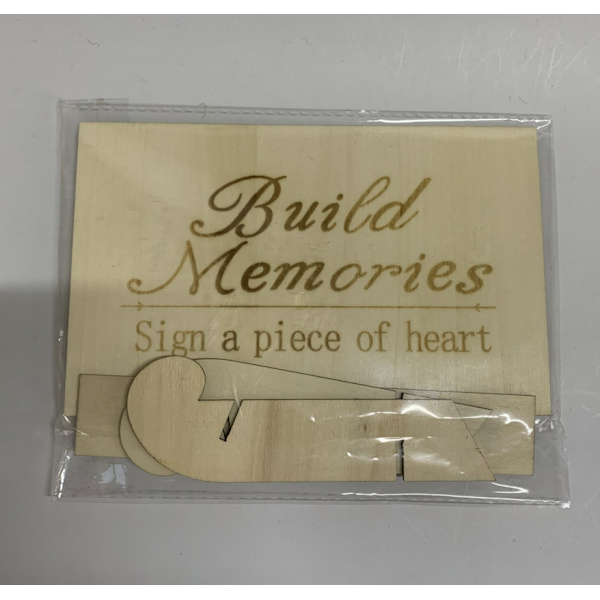 Build
Memories
Sign a piece of heart